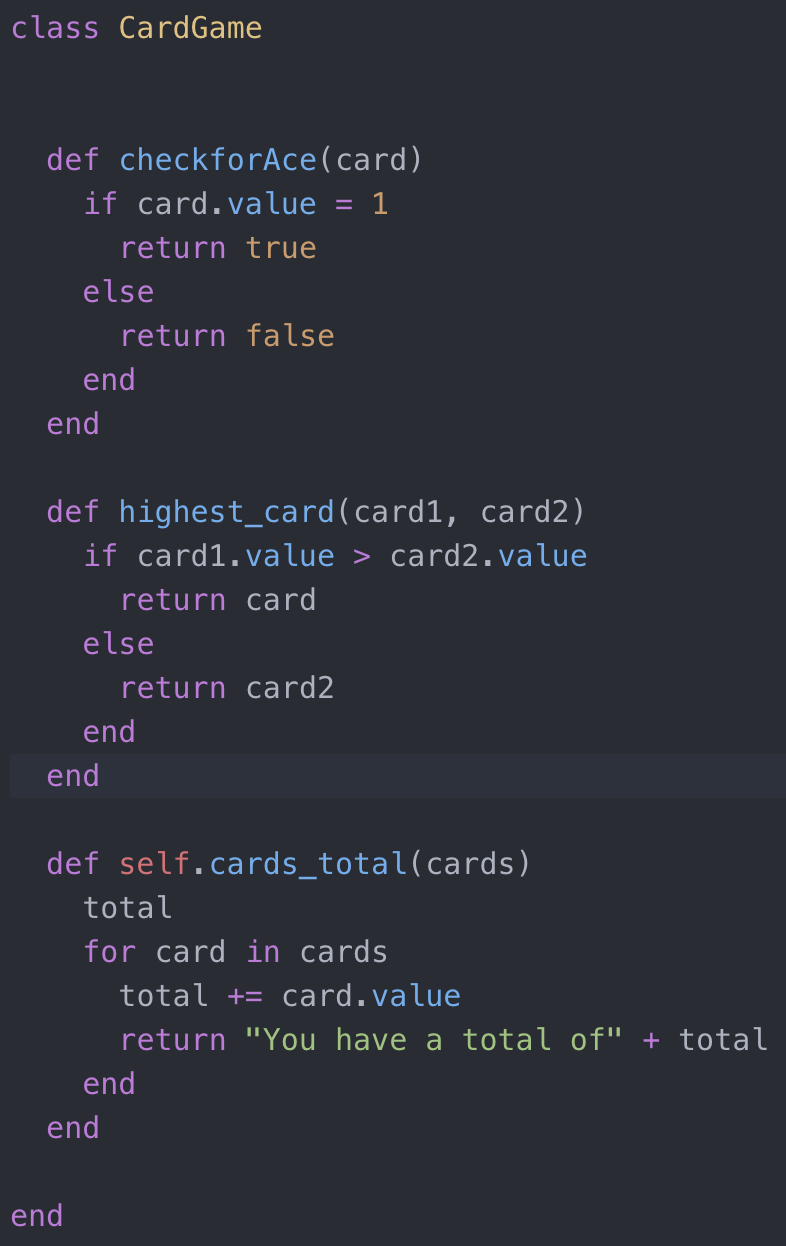 class CardGame
  def checkforAce(card)
    if card.value = 1
      return true
    else
      return false
    end
  end
  def highest_card(card1, card2)
    if card1.value > card2.value
      return card
    else
      return card2
    end
  end
  def self.cards_total(cards)
    total
    for card in cards
      total += card.value
      return "You have a total of" + total
    end
  end
end